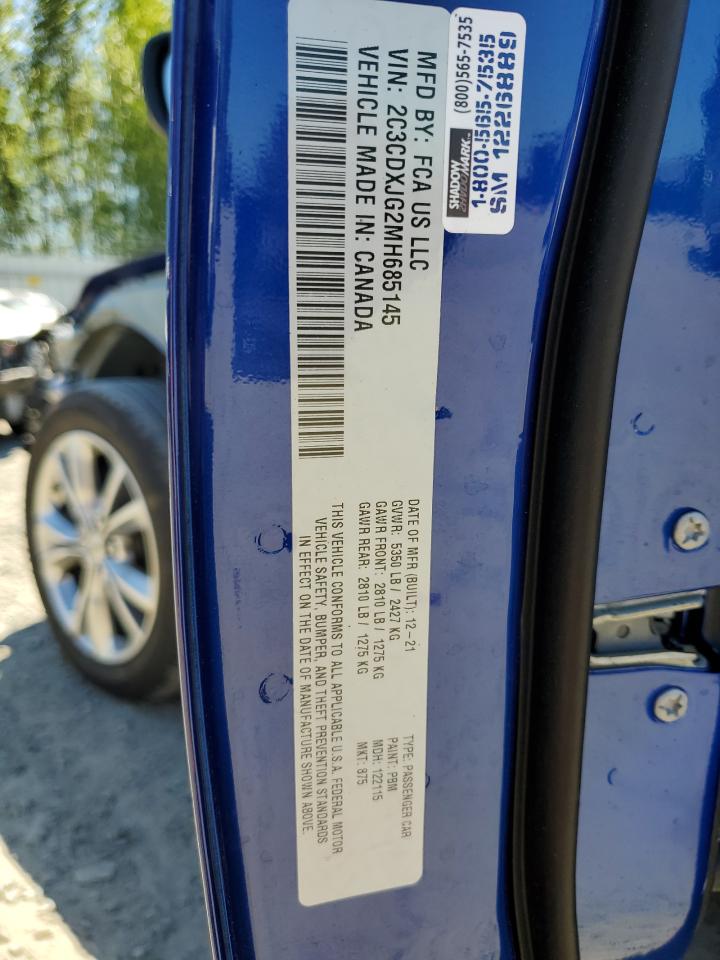 MFD BY: FCA US LLC
VIN: 2C3CDXJG2MH685145
VEHICLE MADE IN: CANADA
DATE OF MFR (BUILT): 12-21
GVWR: 5350 LB / 2427 KG
GAWR FRONT: 2810 LB / 1275 KG
GAWR REAR: 2810 LB / 1275 KG
THIS VEHICLE CONFORMS TO ALL APPLICABLE U.S.A. FEDERAL MOTOR
VEHICLE SAFETY, BUMPER, AND THEFT PREVENTION STANDARDS
IN EFFECT ON THE DATE OF MANUFACTURE SHOWN ABOVE.
TYPE: PASSENGER CAR
PAINT: PBM
MDH: 122115
MKT: 875
SHADOW
MARK
(800)565-7535
1-800-565-7535